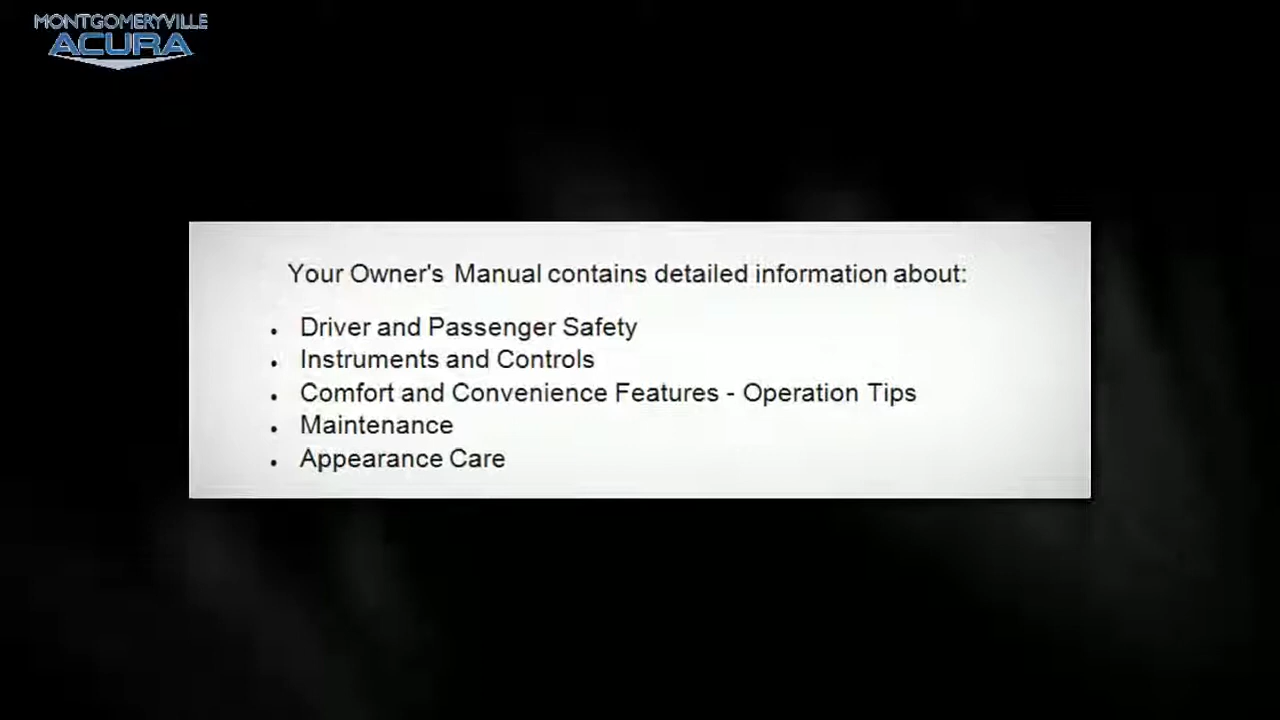 MONTGOMERYVILLE
ACURA
Your Owner's Manual contains detailed information about:
• Driver and Passenger Safety
• Instruments and Controls
• Comfort and Convenience Features - Operation Tips
• Maintenance
• Appearance Care